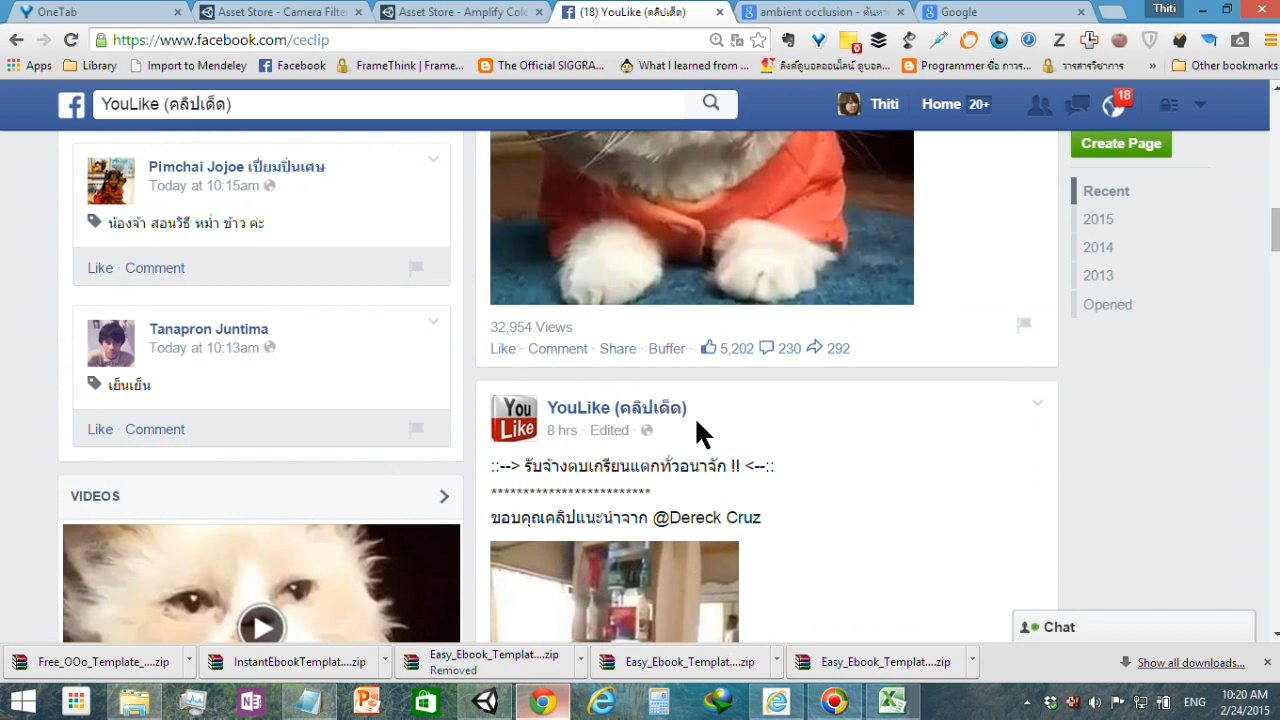 OneTab
Asset Store - Camera Filter
Asset Store - Amplify Colo
(18) YouLike (คลิปเด็ด)
ambient occlusion - ค้นหา
Google
Thiti
https://www.facebook.com/ceclip
Apps
Library
Import to Mendeley
Facebook
FrameThink | Frame...
The Official SIGGRA...
What I learned from ...
ลิงค์ดูบอลออนไลน์ ดูบอล...
Programmer ชื่อ การ...
วารสารวิชาการ
»
Other bookmarks
YouLike (คลิปเด็ด)
Thiti
Home 20+
18
Pimchai Jojoe เปี่ยมปิ่นเศษ
Today at 10:15am
น้องจ๋า สอนวิธี หม่ำ ข้าว ค่ะ
Like · Comment
Tanapron Juntima
Today at 10:13am
เย็นเย็น
Like · Comment
VIDEOS
32,954 Views
Like · Comment · Share · Buffer · 5,202 230 292
YouLike (คลิปเด็ด)
You
Like
8 hrs · Edited ·
::--> รับจ้างตบเกรียนแตกทั่วอนาจัก !! <--::
*************************
ขอบคุณคลิปแนะนำจาก @Dereck Cruz
Create Page
Recent
2015
2014
2013
Opened
Chat
Free_OOo_Template_....zip
InstantEbookTemplat....zip
Easy_Ebook_Templat....zip
Removed
Easy_Ebook_Templat....zip
Easy_Ebook_Templat....zip
Show all downloads...
ENG
10:20 AM
2/24/2015